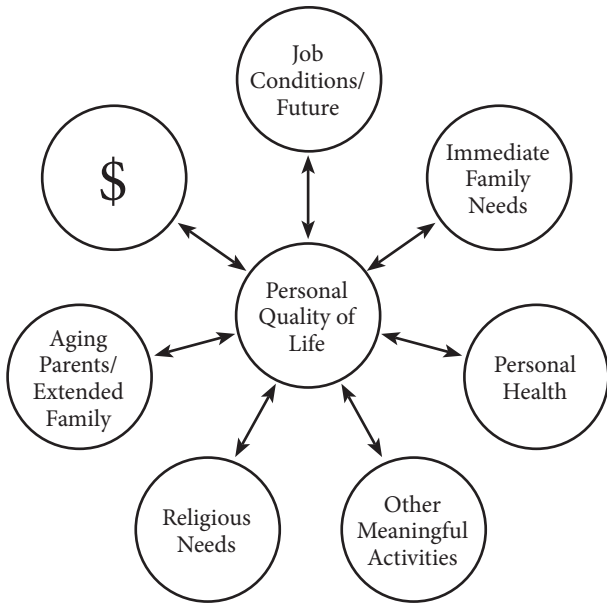 Job
Conditions/
Future
$
Immediate
Family
Needs
Personal
Quality of
Life
Aging
Parents/
Extended
Family
Personal
Health
Religious
Needs
Other
Meaningful
Activities